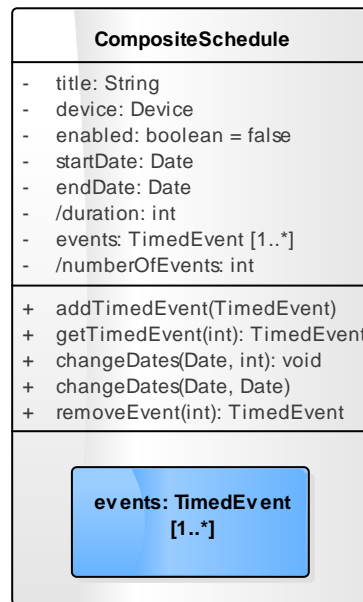 CompositeSchedule
- title: String
- device: Device
- enabled: boolean = false
- startDate: Date
- endDate: Date
- /duration: int
- events: TimedEvent [1..*]
- /numberOfEvents: int
+ addTimedEvent(TimedEvent)
+ getTimedEvent(int): TimedEvent
+ changeDates(Date, int): void
+ changeDates(Date, Date)
+ removeEvent(int): TimedEvent
events: TimedEvent
[1..*]